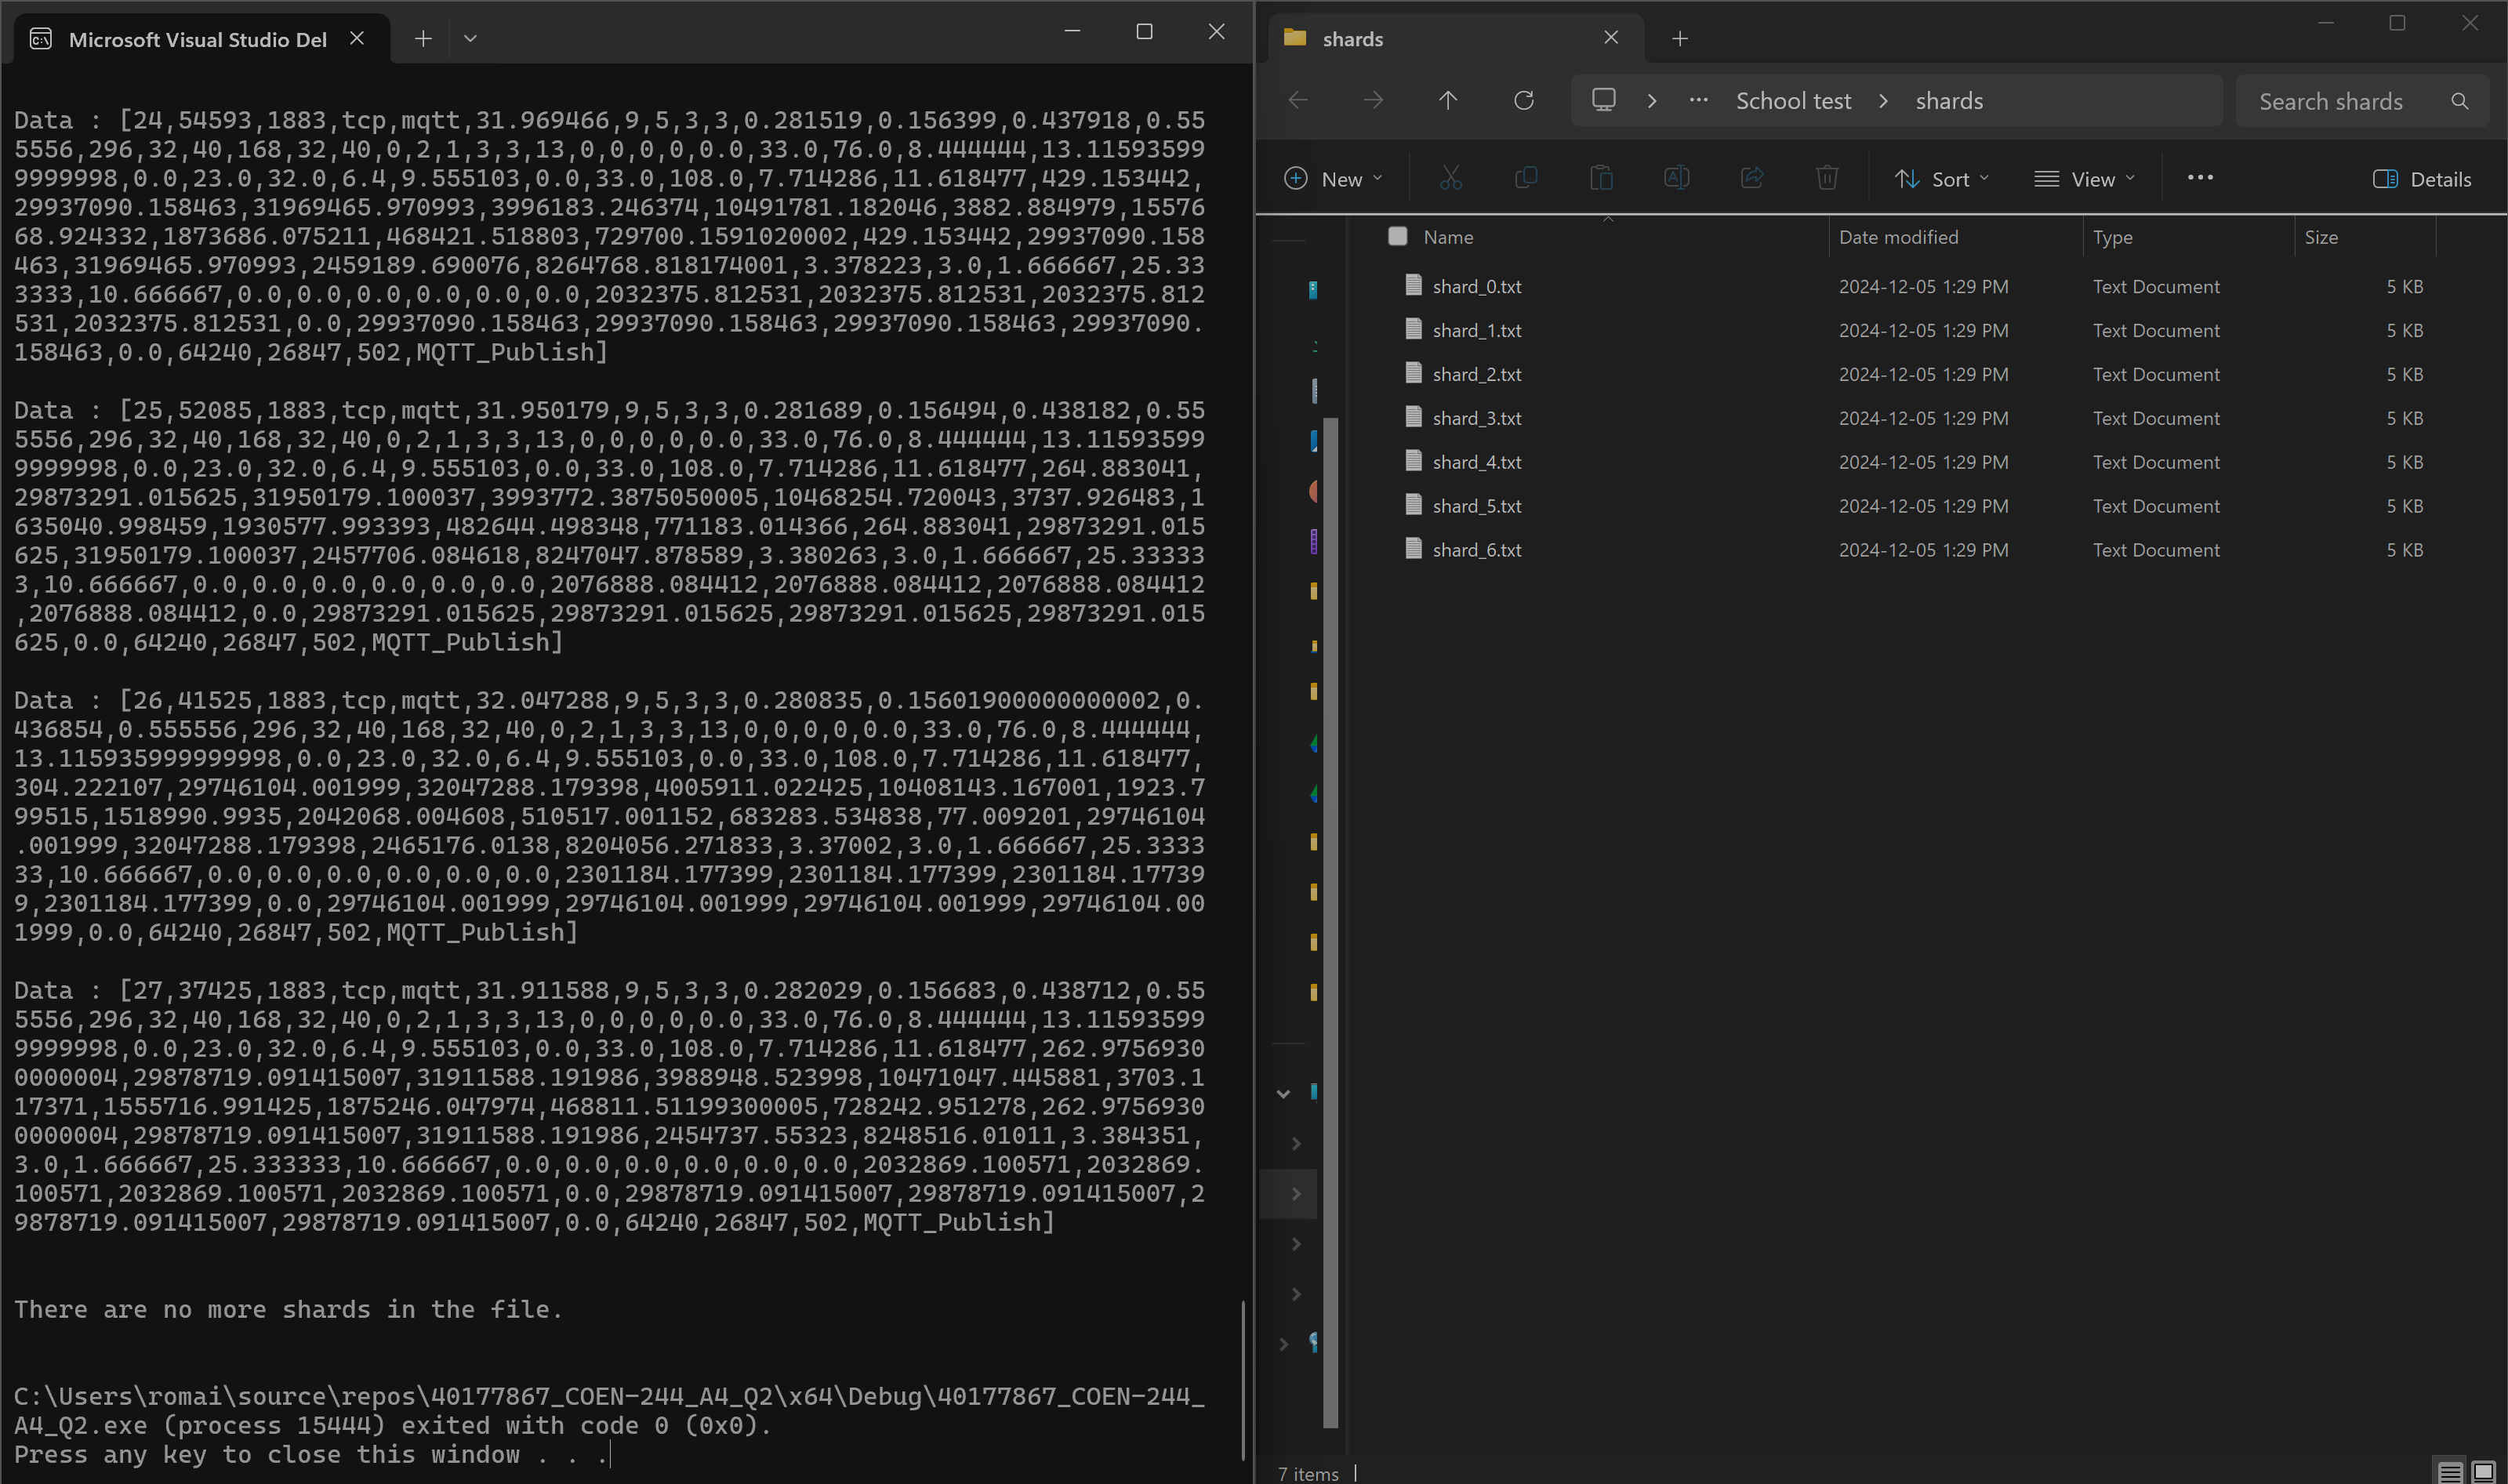 Microsoft Visual Studio Del
Data : [24,54593,1883,tcp,mqtt,31.969466,9,5,3,3,0.281519,0.156399,0.437918,0.55
5556,296,32,40,168,32,40,0,2,1,3,3,13,0,0,0,0,0.0,33.0,76.0,8.444444,13.11593599
9999998,0.0,23.0,32.0,6.4,9.555103,0.0,33.0,108.0,7.714286,11.618477,429.153442,
29937090.158463,31969465.970993,3996183.246374,10491781.182046,3882.884979,15576
68.924332,1873686.075211,468421.518803,729700.1591020002,429.153442,29937090.158
463,31969465.970993,2459189.690076,8264768.818174001,3.378223,3.0,1.666667,25.33
3333,10.666667,0.0,0.0,0.0,0.0,0.0,0.0,2032375.812531,2032375.812531,2032375.812
531,2032375.812531,0.0,29937090.158463,29937090.158463,29937090.158463,29937090.
158463,0.0,64240,26847,502,MQTT_Publish]
Data : [25,52085,1883,tcp,mqtt,31.950179,9,5,3,3,0.281689,0.156494,0.438182,0.55
5556,296,32,40,168,32,40,0,2,1,3,3,13,0,0,0,0,0.0,33.0,76.0,8.444444,13.11593599
9999998,0.0,23.0,32.0,6.4,9.555103,0.0,33.0,108.0,7.714286,11.618477,264.883041,
29873291.015625,31950179.100037,3993772.3875050005,10468254.720043,3737.926483,1
635040.998459,1930577.993393,482644.498348,771183.014366,264.883041,29873291.015
625,31950179.100037,2457706.084618,8247047.878589,3.380263,3.0,1.666667,25.33333
3,10.666667,0.0,0.0,0.0,0.0,0.0,0.0,2076888.084412,2076888.084412,2076888.084412
,2076888.084412,0.0,29873291.015625,29873291.015625,29873291.015625,29873291.015
625,0.0,64240,26847,502,MQTT_Publish]
Data : [26,41525,1883,tcp,mqtt,32.047288,9,5,3,3,0.280835,0.15601900000000002,0.
436854,0.555556,296,32,40,168,32,40,0,2,1,3,3,13,0,0,0,0,0.0,33.0,76.0,8.444444,
13.115935999999998,0.0,23.0,32.0,6.4,9.555103,0.0,33.0,108.0,7.714286,11.618477,
304.222107,29746104.001999,32047288.179398,4005911.022425,10408143.167001,1923.7
99515,1518990.9935,2042068.004608,510517.001152,683283.534838,77.009201,29746104
.001999,32047288.179398,2465176.0138,8204056.271833,3.37002,3.0,1.666667,25.3333
33,10.666667,0.0,0.0,0.0,0.0,0.0,0.0,2301184.177399,2301184.177399,2301184.17739
9,2301184.177399,0.0,29746104.001999,29746104.001999,29746104.001999,29746104.00
1999,0.0,64240,26847,502,MQTT_Publish]
Data : [27,37425,1883,tcp,mqtt,31.911588,9,5,3,3,0.282029,0.156683,0.438712,0.55
5556,296,32,40,168,32,40,0,2,1,3,3,13,0,0,0,0,0.0,33.0,76.0,8.444444,13.11593599
9999998,0.0,23.0,32.0,6.4,9.555103,0.0,33.0,108.0,7.714286,11.618477,262.9756930
0000004,29878719.091415007,31911588.191986,3988948.523998,10471047.445881,3703.1
17371,1555716.991425,1875246.047974,468811.51199300005,728242.951278,262.9756930
0000004,29878719.091415007,31911588.191986,2454737.55323,8248516.01011,3.384351,
3.0,1.666667,25.333333,10.666667,0.0,0.0,0.0,0.0,0.0,0.0,2032869.100571,2032869.
100571,2032869.100571,2032869.100571,0.0,29878719.091415007,29878719.091415007,2
9878719.091415007,29878719.091415007,0.0,64240,26847,502,MQTT_Publish]
There are no more shards in the file.
C:\Users\romai\source\repos\40177867_COEN-244_A4_Q2\x64\Debug\40177867_COEN-244_
A4_Q2.exe (process 15444) exited with code 0 (0x0).
Press any key to close this window . . .
shards
School test > shards
Search shards
New Sort View ••• Details
Name Date modified Type Size
shard_0.txt 2024-12-05 1:29 PM Text Document 5 KB
shard_1.txt 2024-12-05 1:29 PM Text Document 5 KB
shard_2.txt 2024-12-05 1:29 PM Text Document 5 KB
shard_3.txt 2024-12-05 1:29 PM Text Document 5 KB
shard_4.txt 2024-12-05 1:29 PM Text Document 5 KB
shard_5.txt 2024-12-05 1:29 PM Text Document 5 KB
shard_6.txt 2024-12-05 1:29 PM Text Document 5 KB
7 items